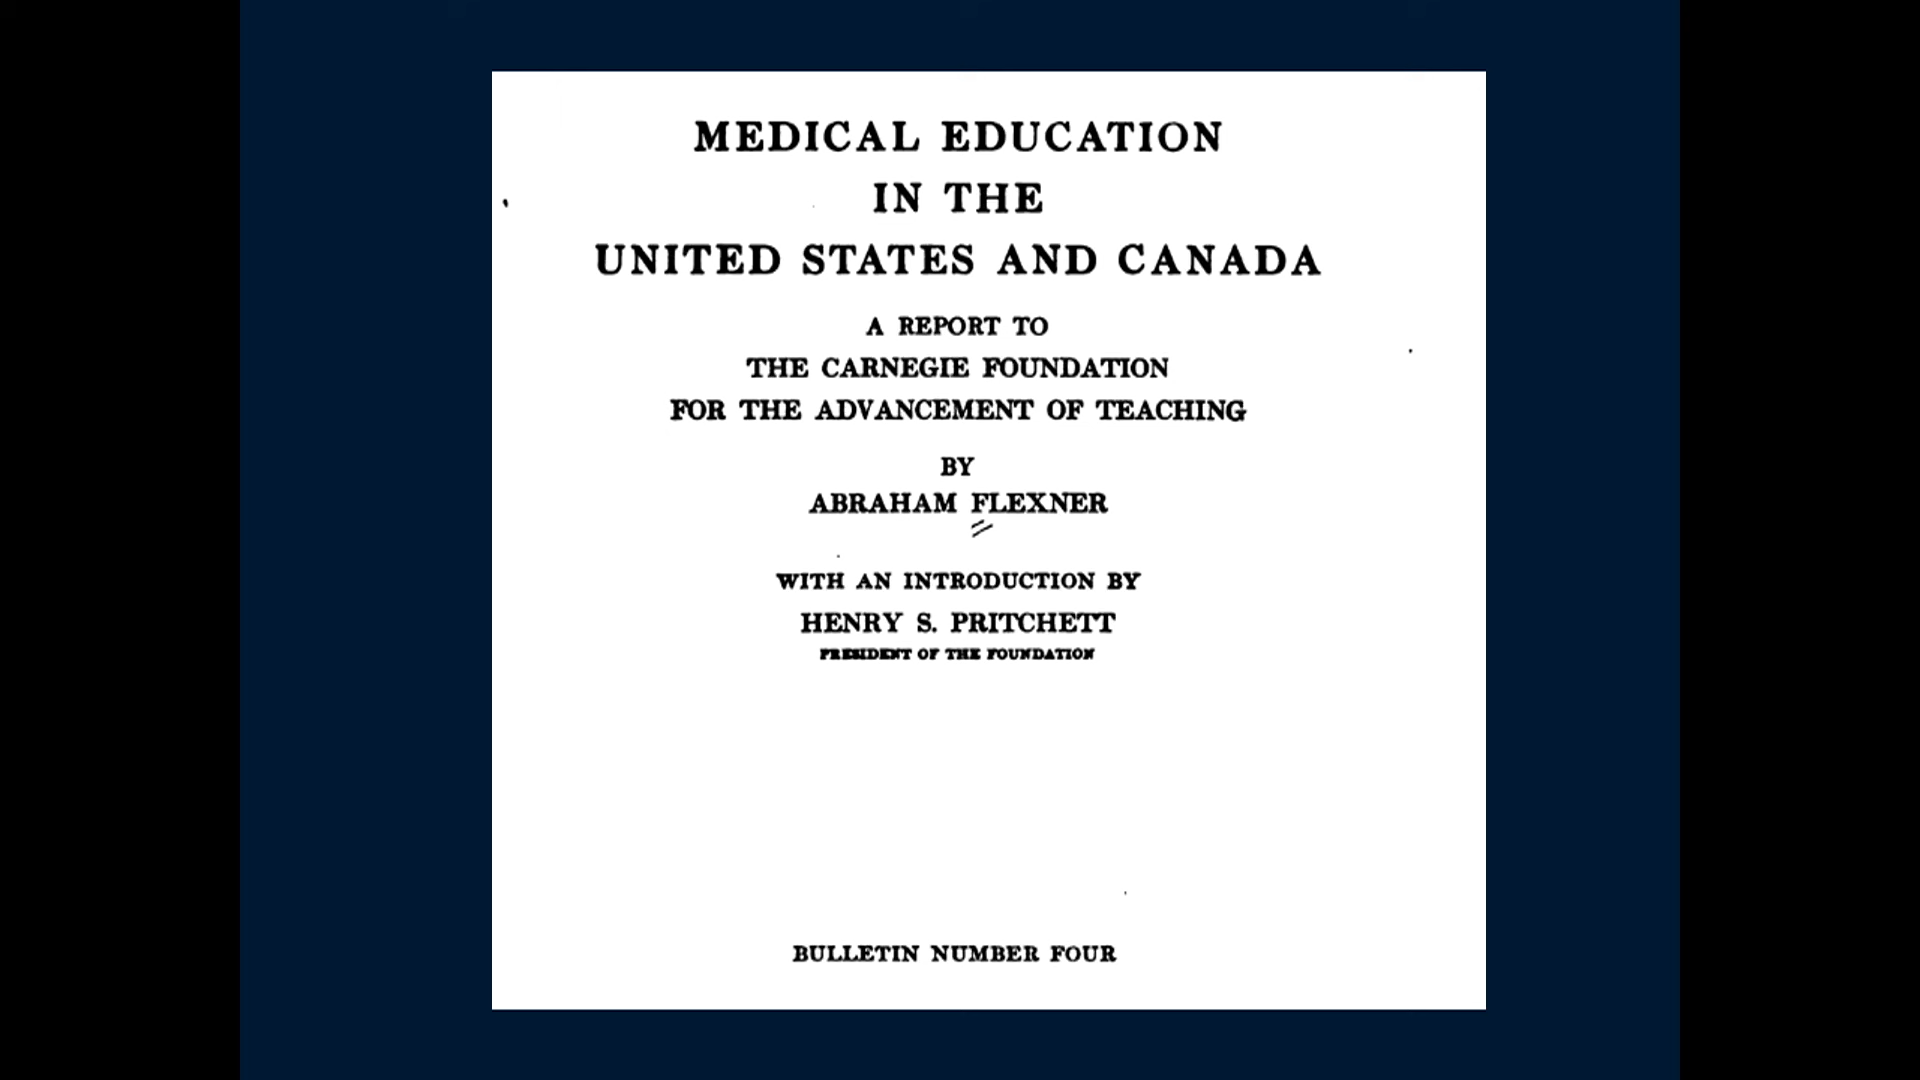 MEDICAL EDUCATION
IN THE
UNITED STATES AND CANADA
A REPORT TO
THE CARNEGIE FOUNDATION
FOR THE ADVANCEMENT OF TEACHING
BY
ABRAHAM FLEXNER
WITH AN INTRODUCTION BY
HENRY S. PRITCHETT
PRESIDENT OF THE FOUNDATION
BULLETIN NUMBER FOUR